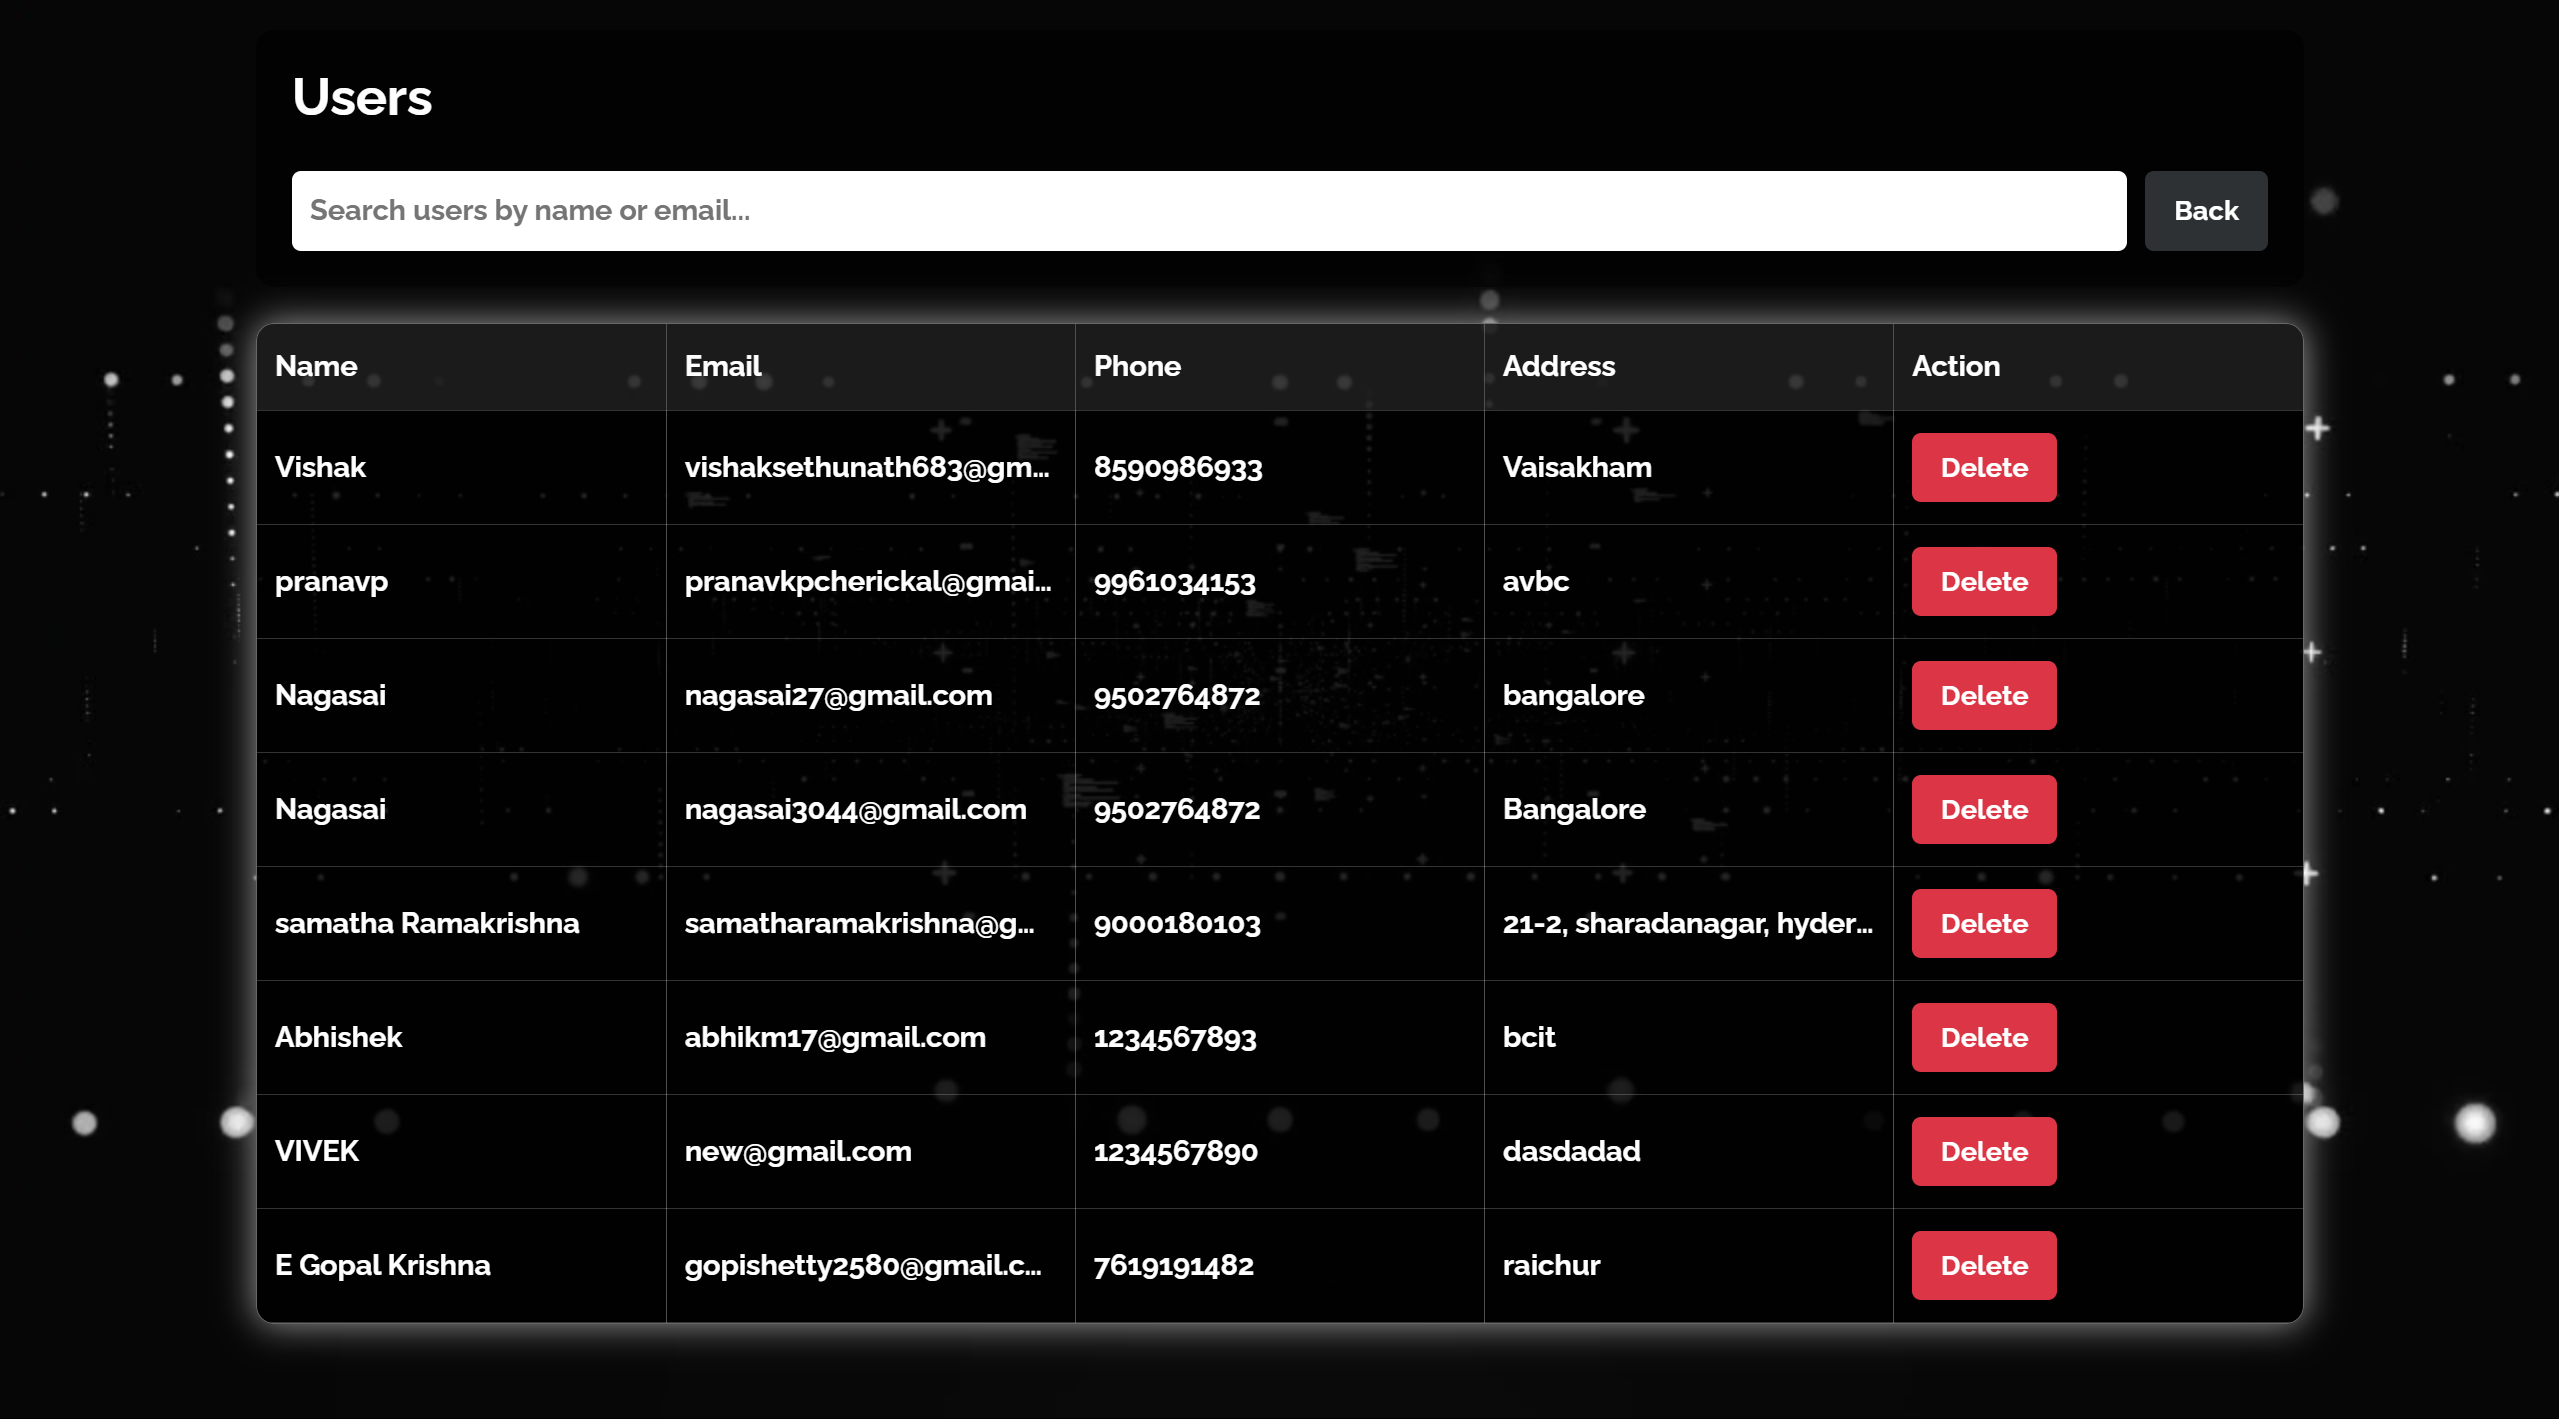 Users
Search users by name or email...
Back
Name Email Phone Address Action
Vishak vishaksethunath683@gm... 8590986933 Vaisakham Delete
pranavp pranavkpcherickal@gmai... 9961034153 avbc Delete
Nagasai nagasai27@gmail.com 9502764872 bangalore Delete
Nagasai nagasai3044@gmail.com 9502764872 Bangalore Delete
samatha Ramakrishna samatharamakrishna@g... 9000180103 21-2, sharadanagar, hyder... Delete
Abhishek abhikm17@gmail.com 1234567893 bcit Delete
VIVEK new@gmail.com 1234567890 dasdadad Delete
E Gopal Krishna gopishetty2580@gmail.c... 7619191482 raichur Delete